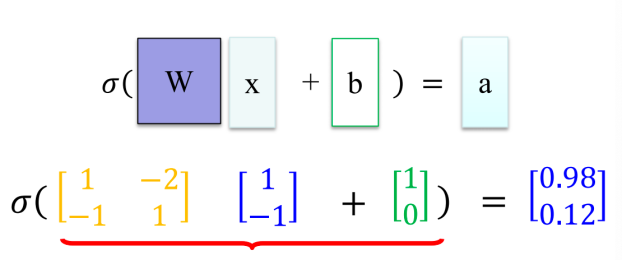 σ( W x + b ) = a
σ( [1 -2; -1 1] [1; -1] + [1; 0] ) = [0.98; 0.12]